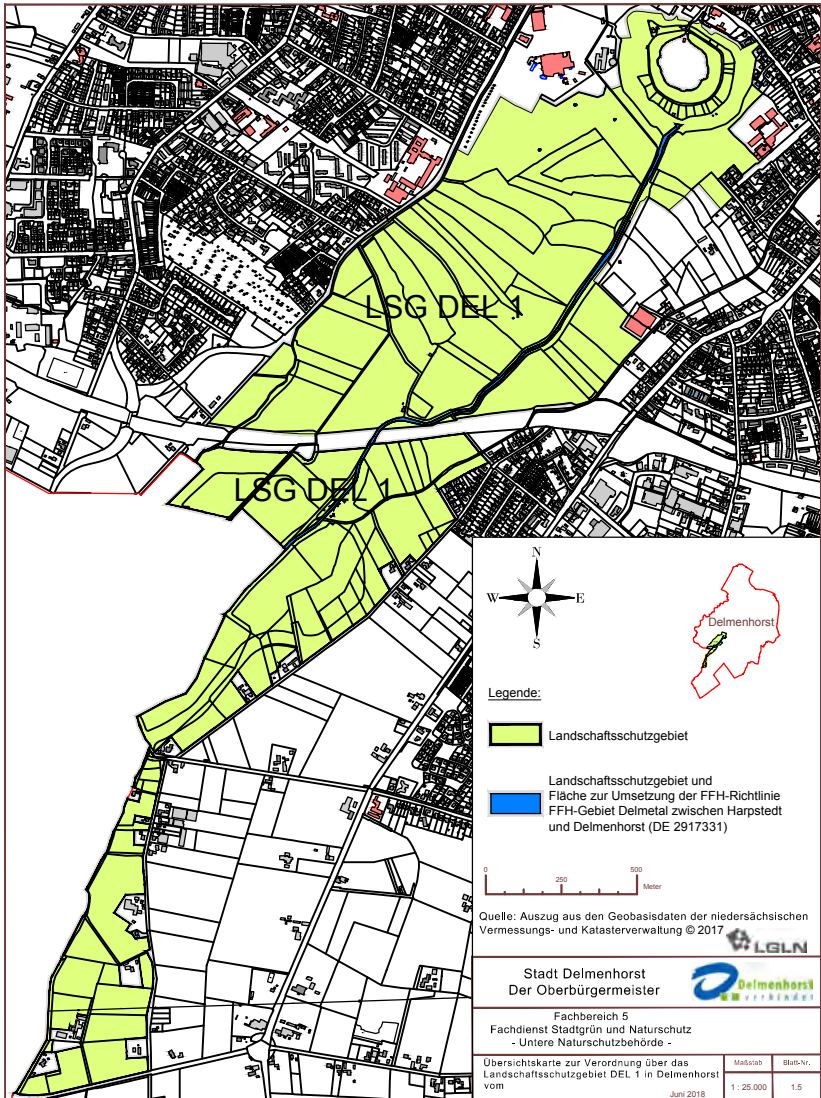 LSG DEL 1
LSG DEL 1
N
W
E
S
Delmenhorst
Legende:
Landschaftsschutzgebiet
Landschaftsschutzgebiet und
Fläche zur Umsetzung der FFH-Richtlinie
FFH-Gebiet Delmetal zwischen Harpstedt
und Delmenhorst (DE 2917331)
0
250
500
Meter
Quelle: Auszug aus den Geobasisdaten der niedersächsischen
Vermessungs- und Katasterverwaltung © 2017
LGLN
Stadt Delmenhorst
Der Oberbürgermeister
Delmenhorst
verbindet
Fachbereich 5
Fachdienst Stadtgrün und Naturschutz
- Untere Naturschutzbehörde -
Übersichtskarte zur Verordnung über das
Landschaftsschutzgebiet DEL 1 in Delmenhorst
vom
Juni 2018
Maßstab
Blatt-Nr.
1 : 25.000
1.5